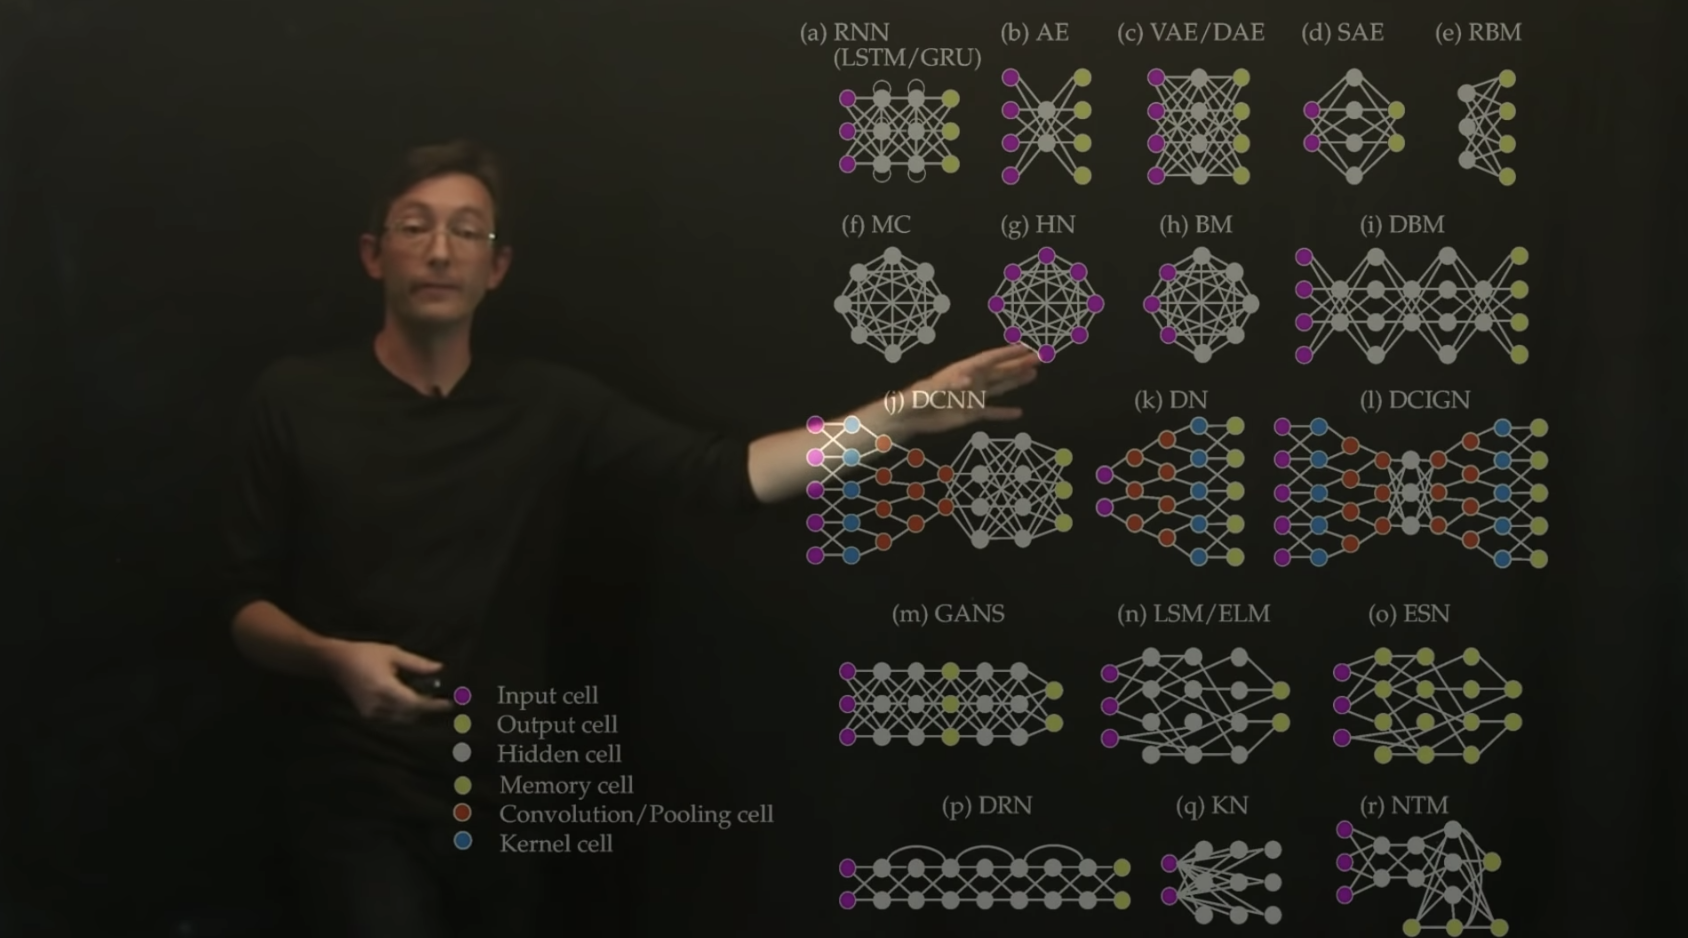 (a) RNN (b) AE (c) VAE/DAE (d) SAE (e) RBM
(LSTM/GRU)
(f) MC (g) HN (h) BM (i) DBM
(j) DCNN (k) DN (l) DCIGN
(m) GANS (n) LSM/ELM (o) ESN
Input cell
Output cell
Hidden cell
Memory cell
Convolution/Pooling cell
Kernel cell
(p) DRN (q) KN (r) NTM